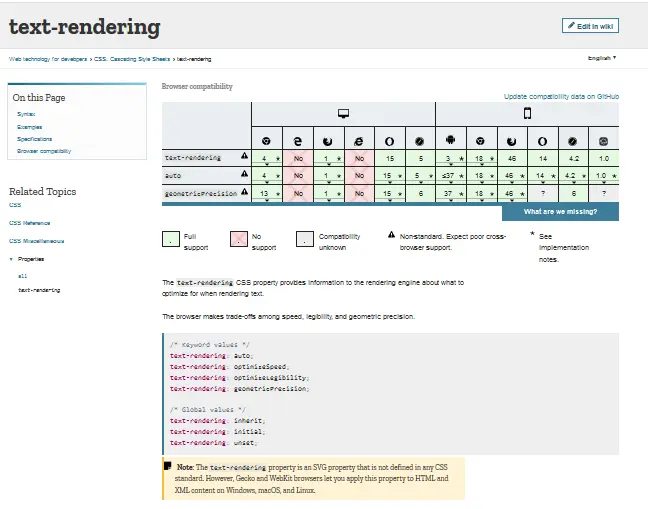 text-rendering
Edit in wiki
Web technology for developers › CSS: Cascading Style Sheets › text-rendering
English
On this Page
Syntax
Examples
Specifications
Browser compatibility
Related Topics
CSS
CSS Reference
CSS Miscellaneous
Properties
all
text-rendering
Browser compatibility
Update compatibility data on GitHub
text-rendering 4 * No 1 * No 15 5 3 * 18 * 46 14 4.2 1.0
auto 4 * No 1 * No 15 * 5 * ≤37 * 18 * 46 * 14 * 4.2 * 1.0 *
geometricPrecision 13 No 1 * No 15 6 37 18 * 46 * ? 6 ?
What are we missing?
Full support
No support
Compatibility unknown
Non-standard. Expect poor cross-browser support.
* See implementation notes.
The text-rendering CSS property provides information to the rendering engine about what to
optimize for when rendering text.
The browser makes trade-offs among speed, legibility, and geometric precision.
/* Keyword values */
text-rendering: auto;
text-rendering: optimizeSpeed;
text-rendering: optimizeLegibility;
text-rendering: geometricPrecision;
/* Global values */
text-rendering: inherit;
text-rendering: initial;
text-rendering: unset;
Note: The text-rendering property is an SVG property that is not defined in any CSS
standard. However, Gecko and WebKit browsers let you apply this property to HTML and
XML content on Windows, macOS, and Linux.